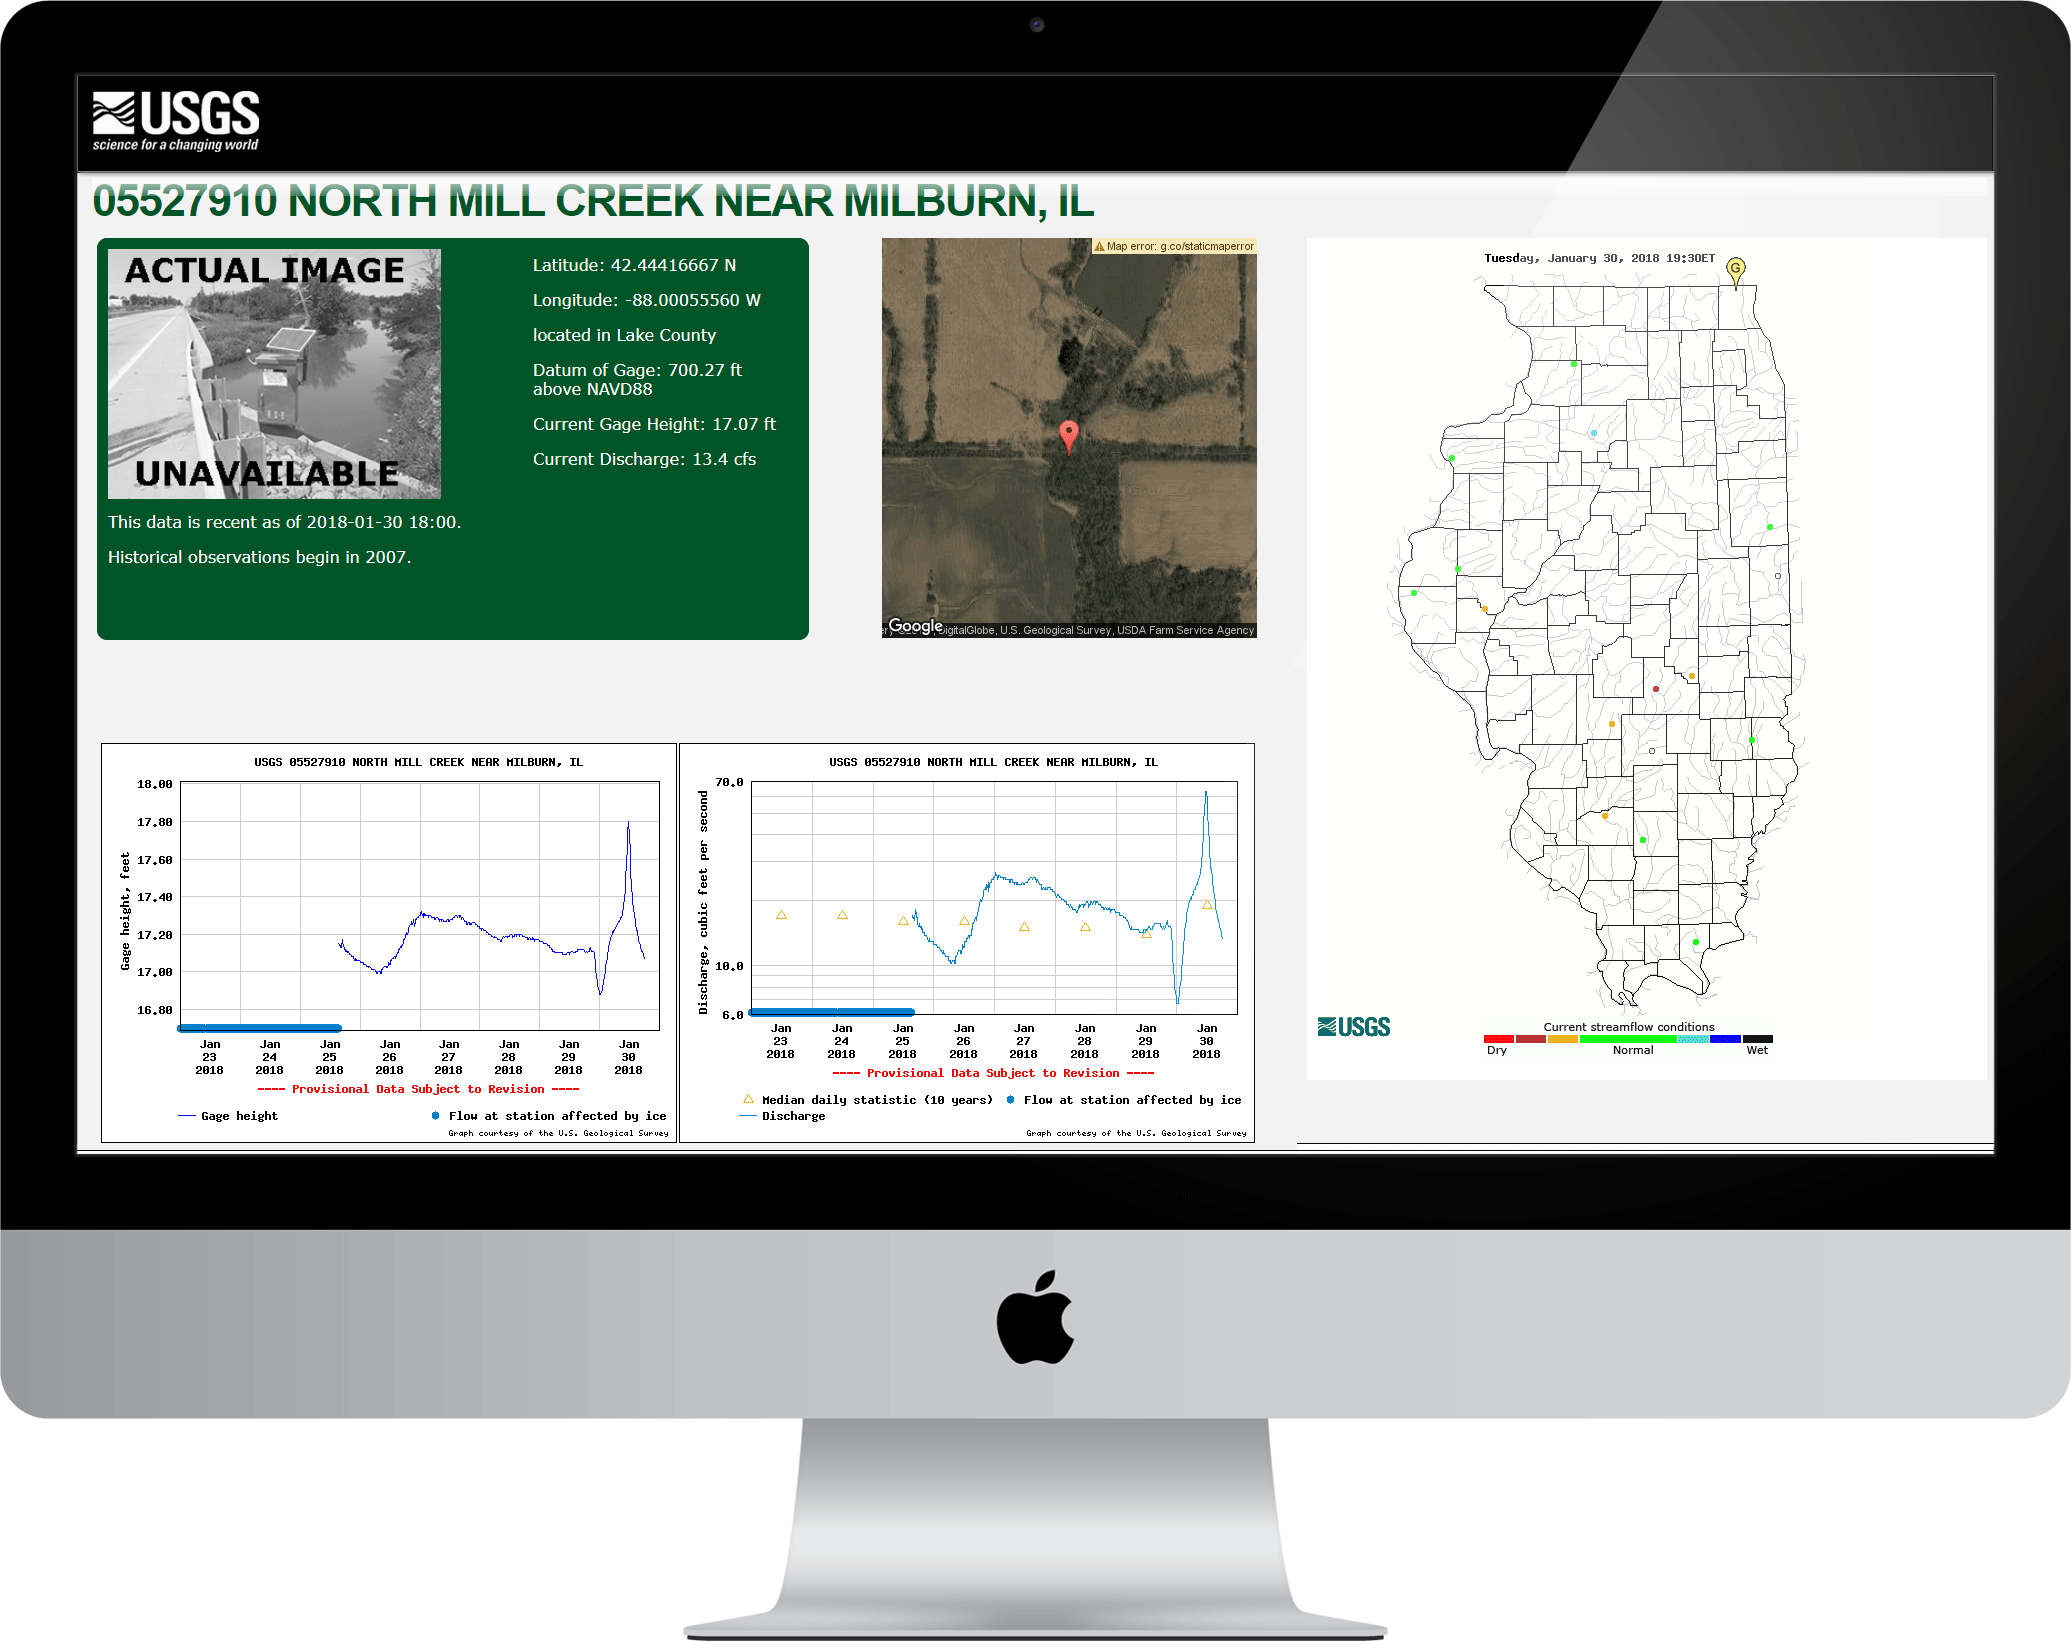 USGS
science for a changing world
05527910 NORTH MILL CREEK NEAR MILBURN, IL
ACTUAL IMAGE
UNAVAILABLE
Latitude: 42.44416667 N
Longitude: -88.00055560 W
located in Lake County
Datum of Gage: 700.27 ft
above NAVD88
Current Gage Height: 17.07 ft
Current Discharge: 13.4 cfs
This data is recent as of 2018-01-30 18:00.
Historical observations begin in 2007.
Map error: g.co/staticmaperror
Google
DigitalGlobe, U.S. Geological Survey, USDA Farm Service Agency
Tuesday, January 30, 2018 19:30ET
G
USGS
Current streamflow conditions
Dry Normal Wet
USGS 05527910 NORTH MILL CREEK NEAR MILBURN, IL
Gage height, feet
18.00
17.80
17.60
17.40
17.20
17.00
16.80
Jan Jan Jan Jan Jan Jan Jan Jan
23 24 25 26 27 28 29 30
2018 2018 2018 2018 2018 2018 2018 2018
---- Provisional Data Subject to Revision ----
Gage height Flow at station affected by ice
Graph courtesy of the U.S. Geological Survey
USGS 05527910 NORTH MILL CREEK NEAR MILBURN, IL
Discharge, cubic feet per second
70.0
10.0
6.0
Jan Jan Jan Jan Jan Jan Jan Jan
23 24 25 26 27 28 29 30
2018 2018 2018 2018 2018 2018 2018 2018
---- Provisional Data Subject to Revision ----
Median daily statistic (10 years) Flow at station affected by ice
Discharge
Graph courtesy of the U.S. Geological Survey